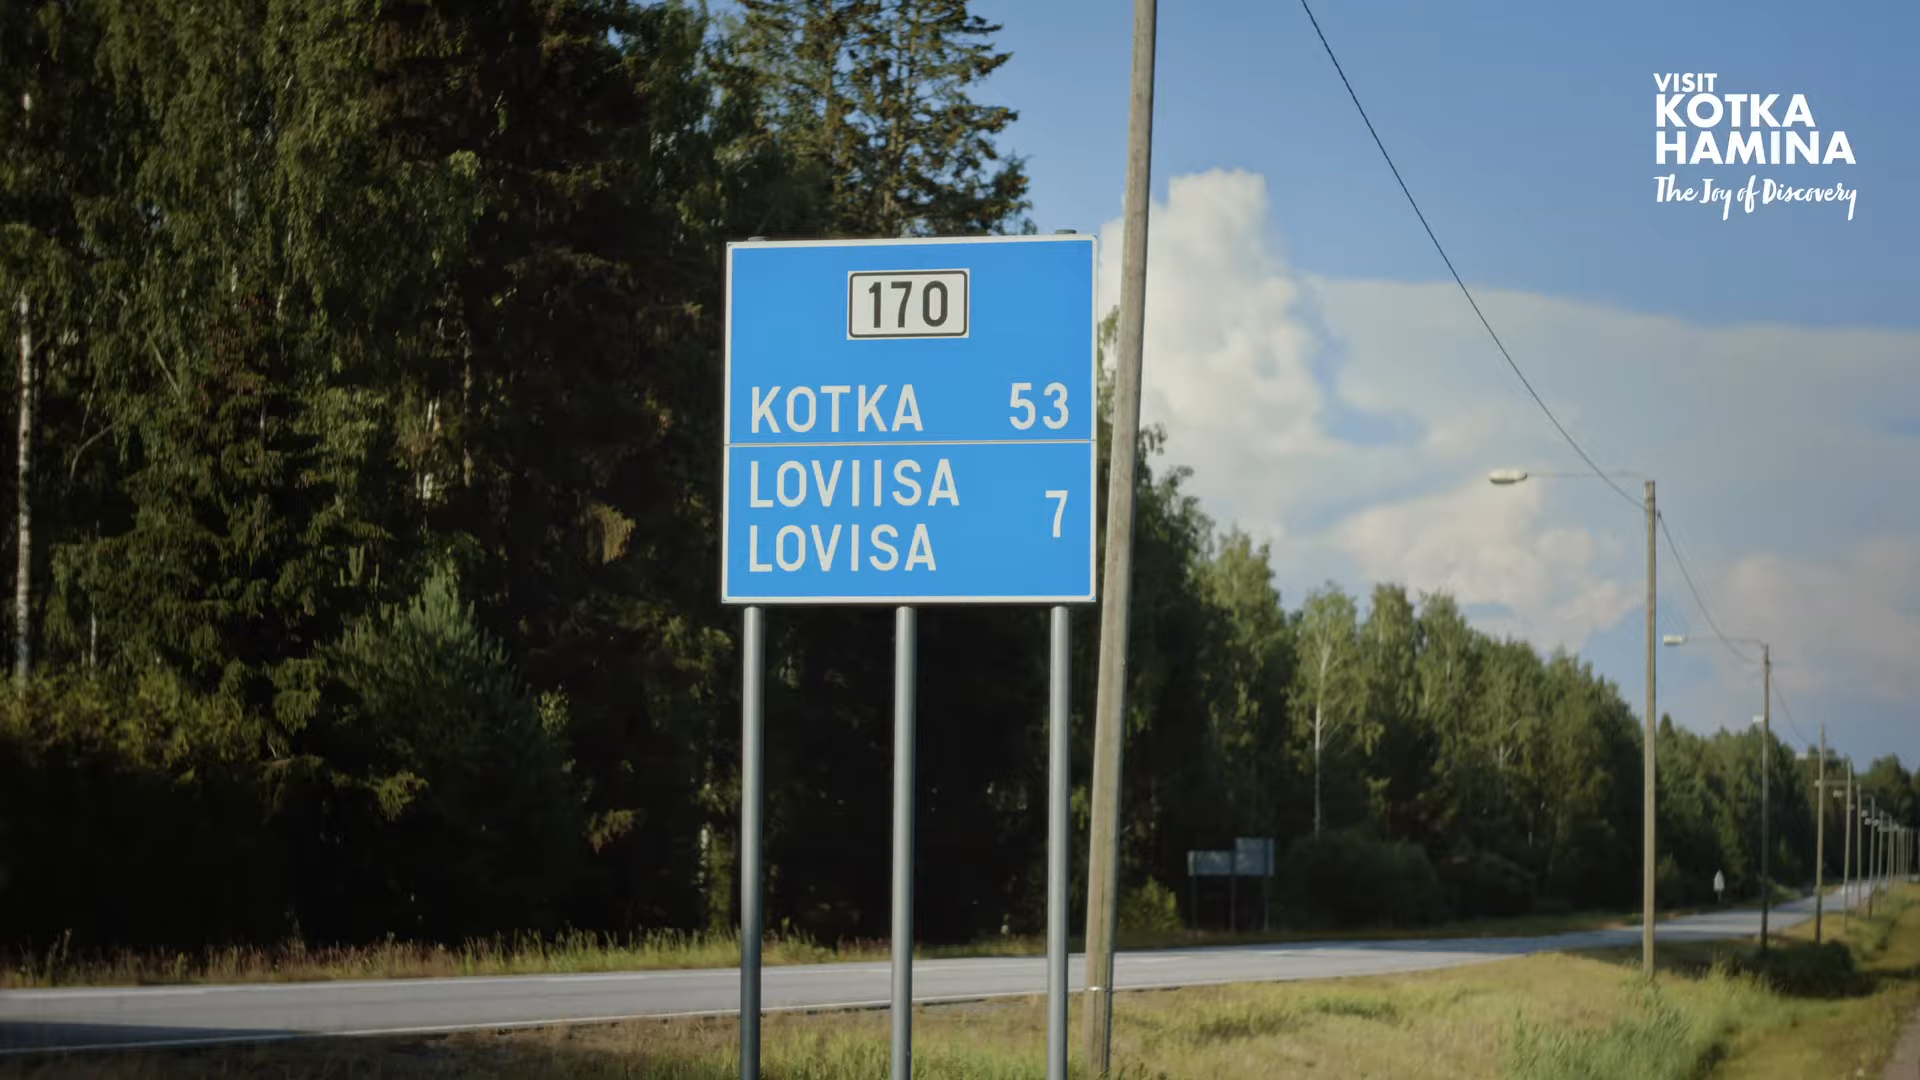 VISIT
KOTKA
HAMINA
The Joy of Discovery
170
KOTKA 53
LOVIISA
LOVISA 7